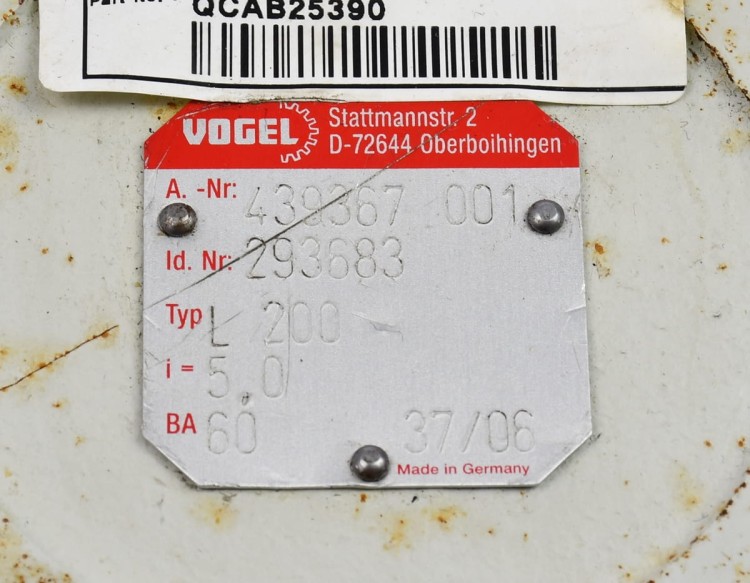 QCAB25390
VOGEL
Stattmannstr. 2
D-72644 Oberboihingen
A. -Nr: 439367 001
Id. Nr: 293683
Typ L 200
i = 5.0
BA 60 37/06
Made in Germany